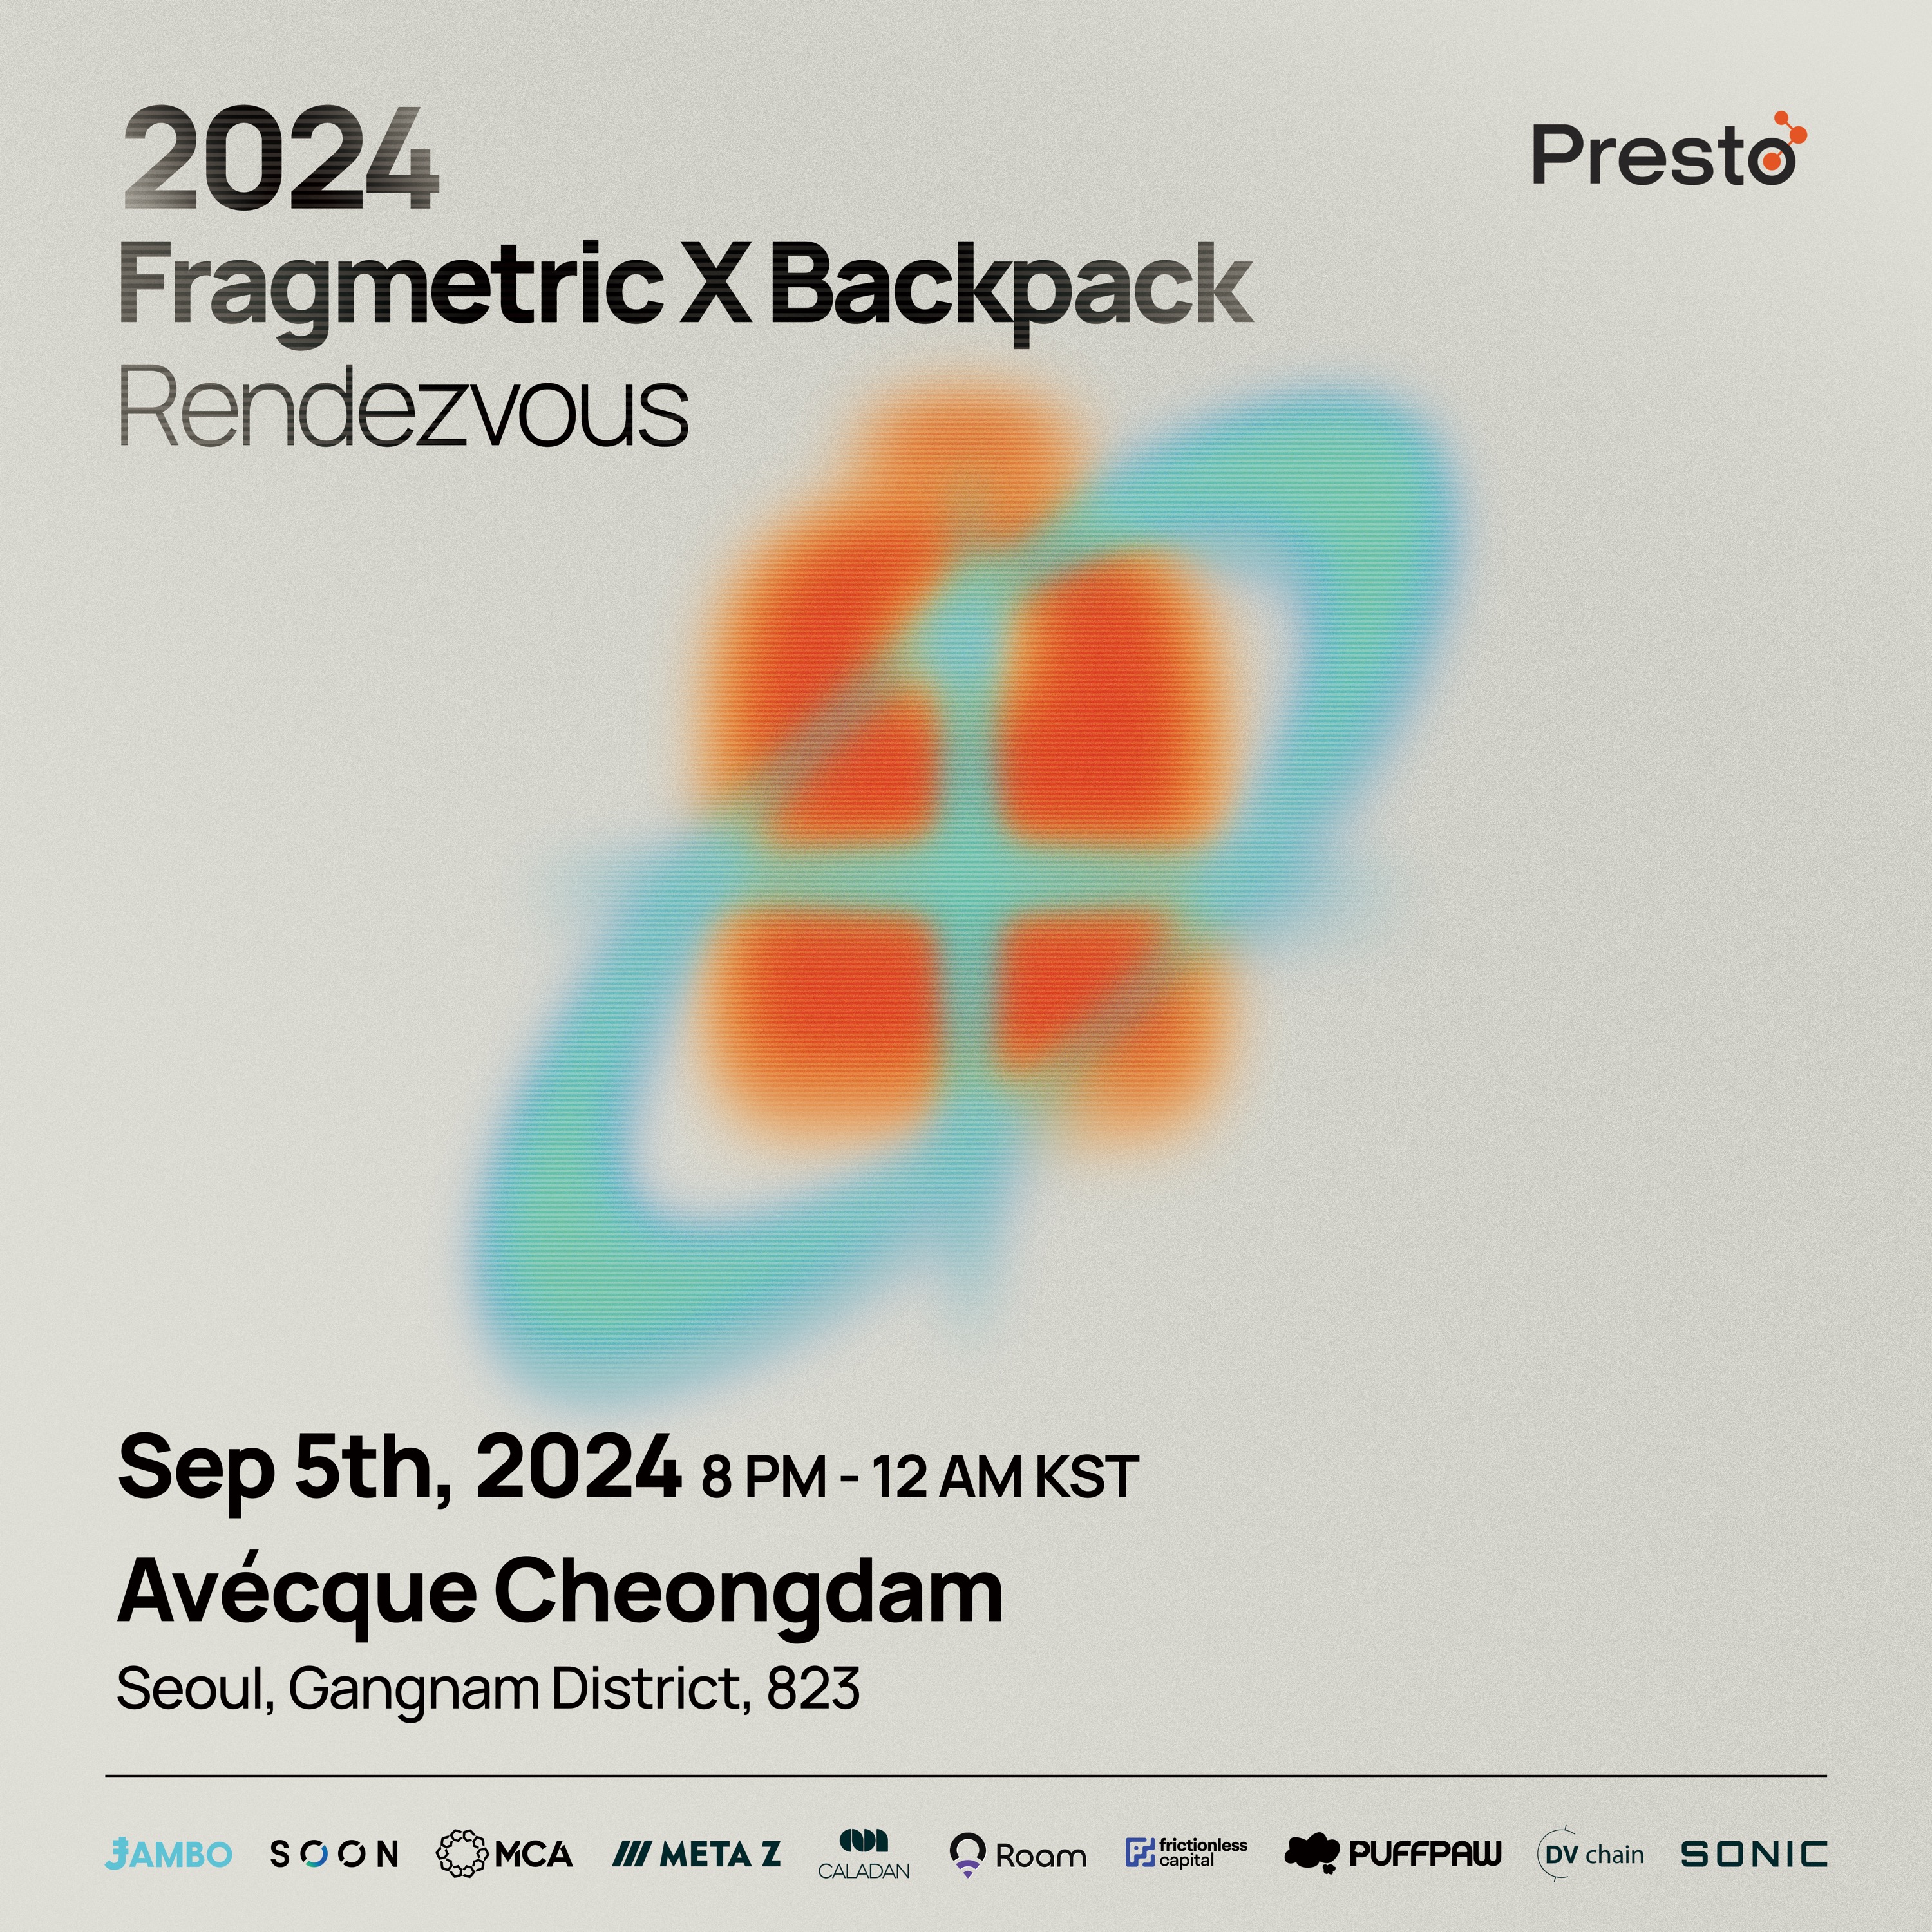 2024
Presto
Fragmetric X Backpack
Rendezvous
Sep 5th, 2024 8 PM - 12 AM KST
Avécque Cheongdam
Seoul, Gangnam District, 823
JAMBO SOON MCA META Z CALADAN Roam frictionless capital PUFFPAW DV chain SONIC